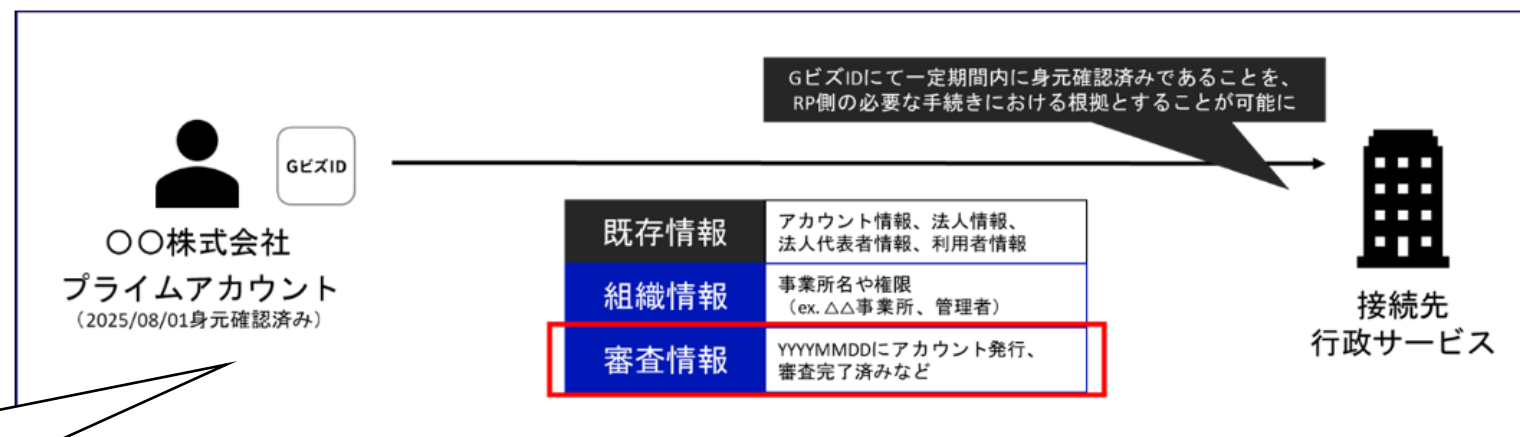 GビズIDにて一定期間内に身元確認済みであることを、
RP側の必要な手続きにおける根拠とすることが可能に
GビズID
〇〇株式会社
プライムアカウント
（2025/08/01身元確認済み）
既存情報
アカウント情報、法人情報、
法人代表者情報、利用者情報
組織情報
事業所名や権限
（ex. △△事業所、管理者）
審査情報
YYYYMMDDにアカウント発行、
審査完了済みなど
接続先
行政サービス